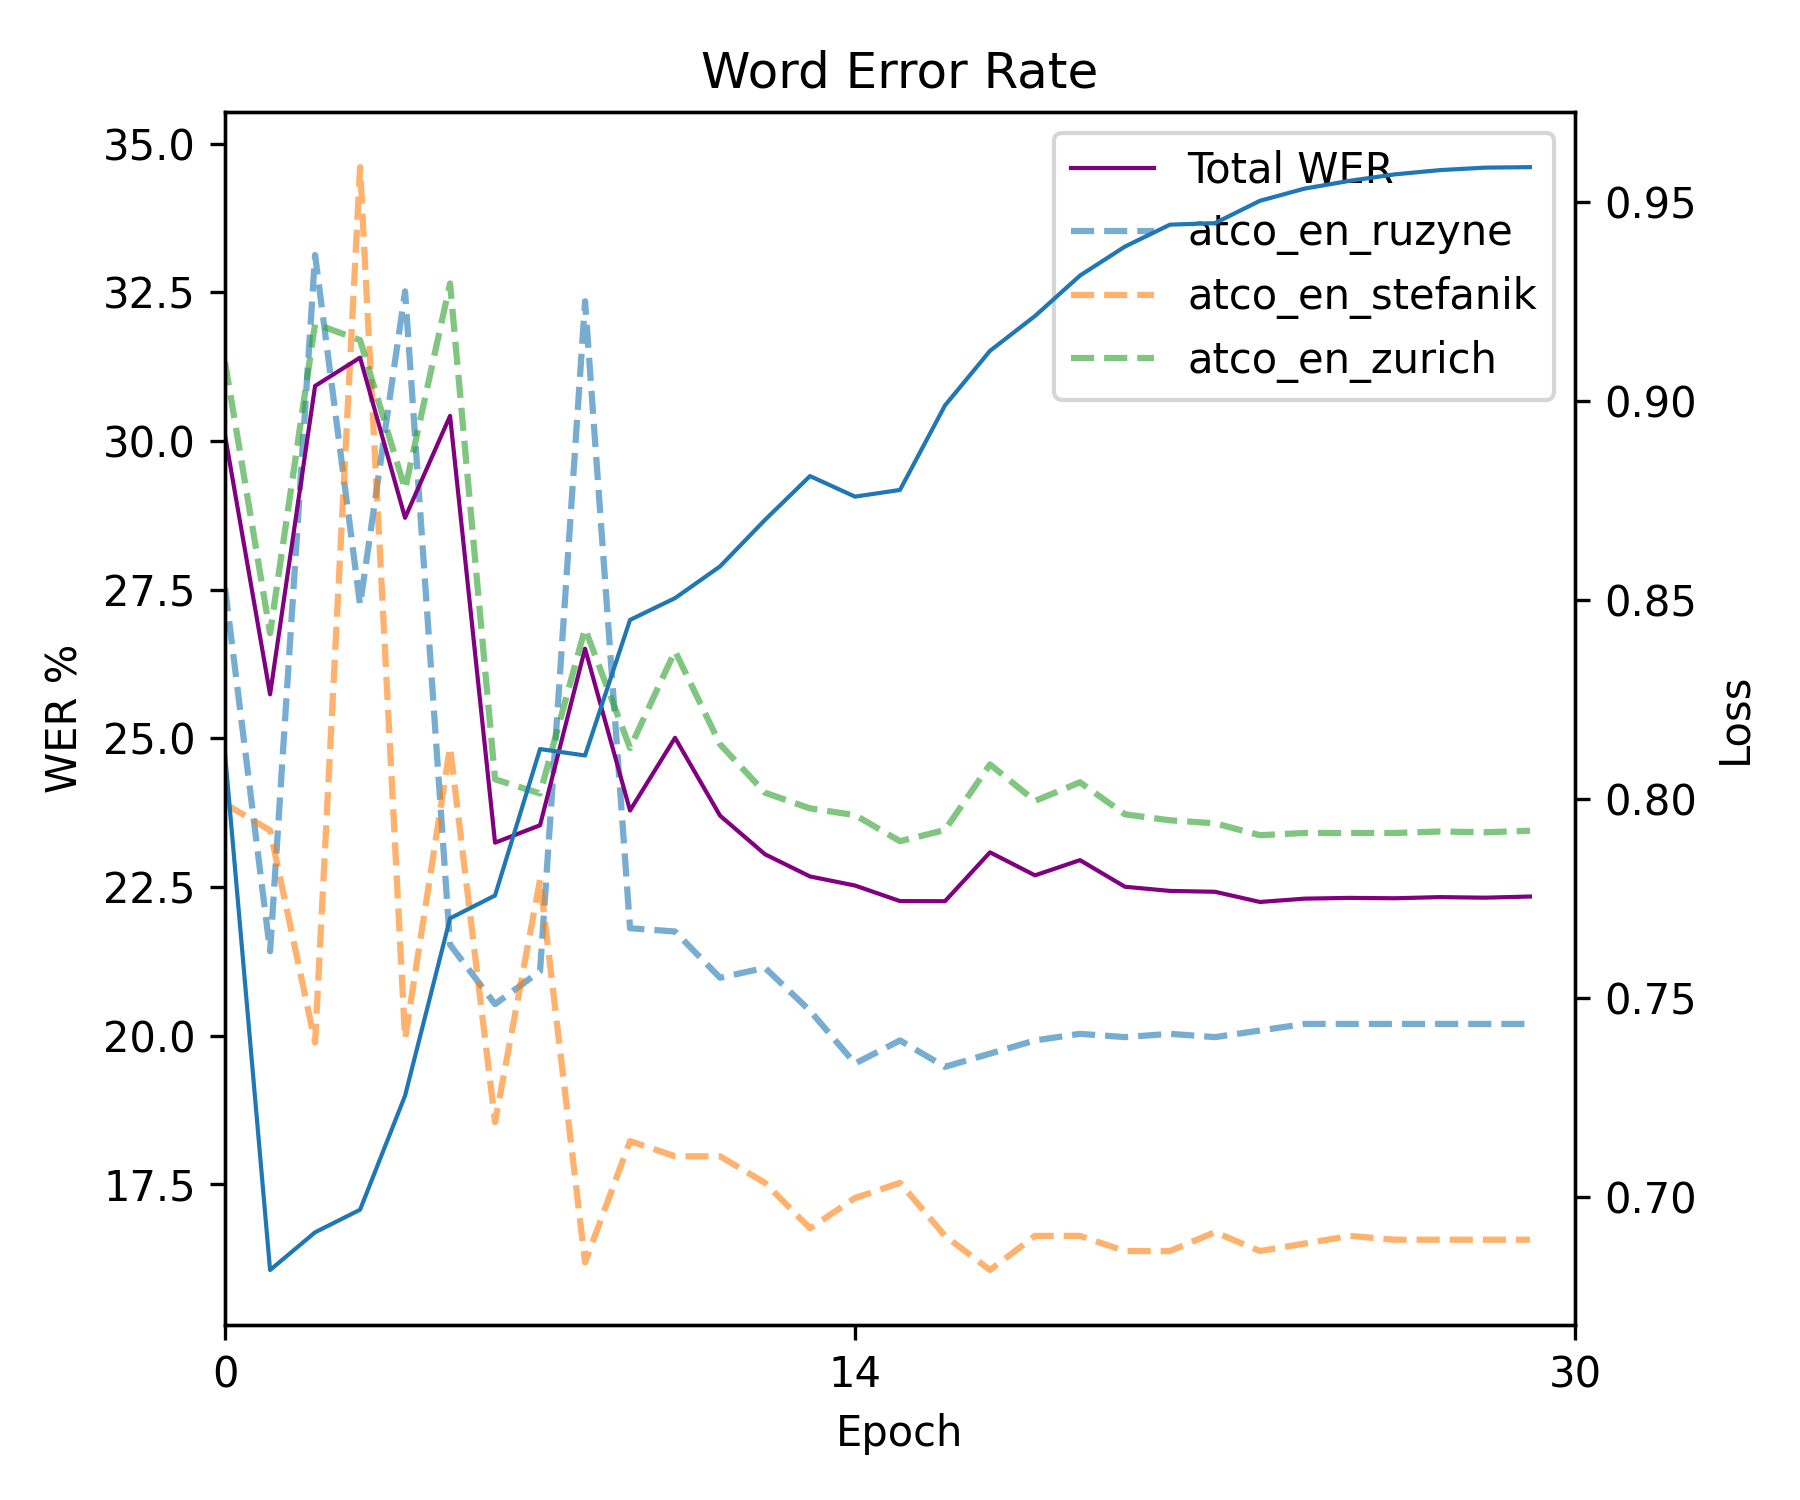 Word Error Rate
35.0
32.5
30.0
27.5
25.0
22.5
20.0
17.5
WER %
Total WER
atco_en_ruzyne
atco_en_stefanik
atco_en_zurich
0.95
0.90
0.85
0.80
0.75
0.70
Loss
0
14
30
Epoch